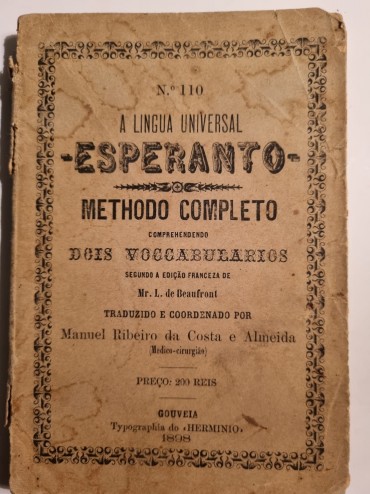 N.º 110
A LINGUA UNIVERSAL
-ESPERANTO-
METHODO COMPLETO
COMPREHENDENDO
DOIS VOCCABULARIOS
SEGUNDO A EDIÇÃO FRANCEZA DE
Mr. L. de Beaufront
TRADUZIDO E COORDENADO POR
Manuel Ribeiro da Costa e Almeida
(Medico-cirurgião)
PREÇO: 200 REIS
GOUVEIA
Typographia do «HERMINIO»
1898